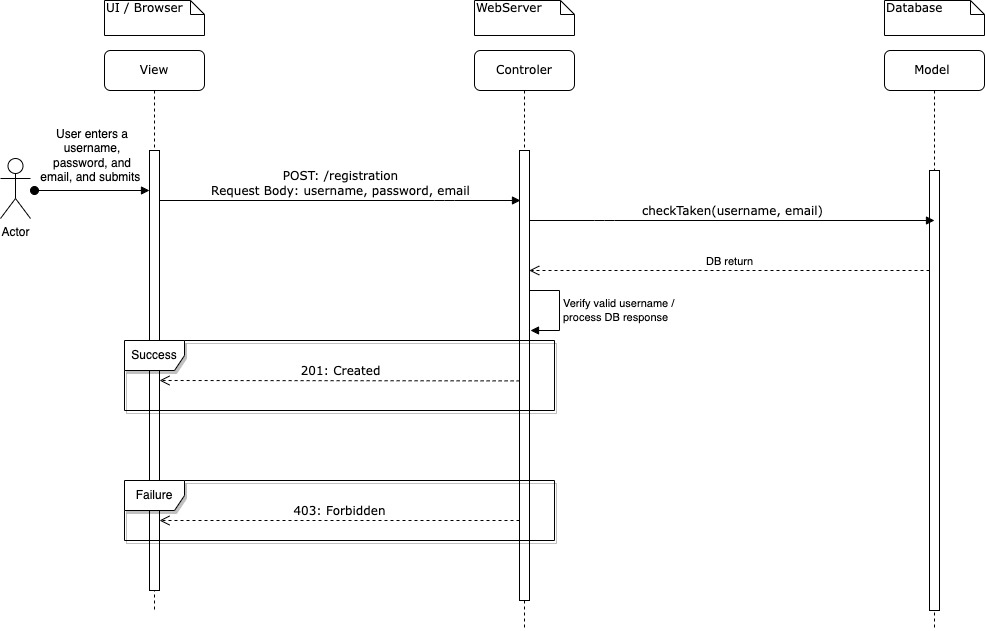 UI / Browser
WebServer
Database
View
Controler
Model
User enters a
username,
password, and
email, and submits
Actor
POST: /registration
Request Body: username, password, email
checkTaken(username, email)
DB return
Verify valid username /
process DB response
Success
201: Created
Failure
403: Forbidden